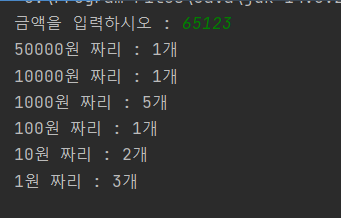 금액을 입력하시오 : 65123
50000원 짜리 : 1개
10000원 짜리 : 1개
1000원 짜리 : 5개
100원 짜리 : 1개
10원 짜리 : 2개
1원 짜리 : 3개